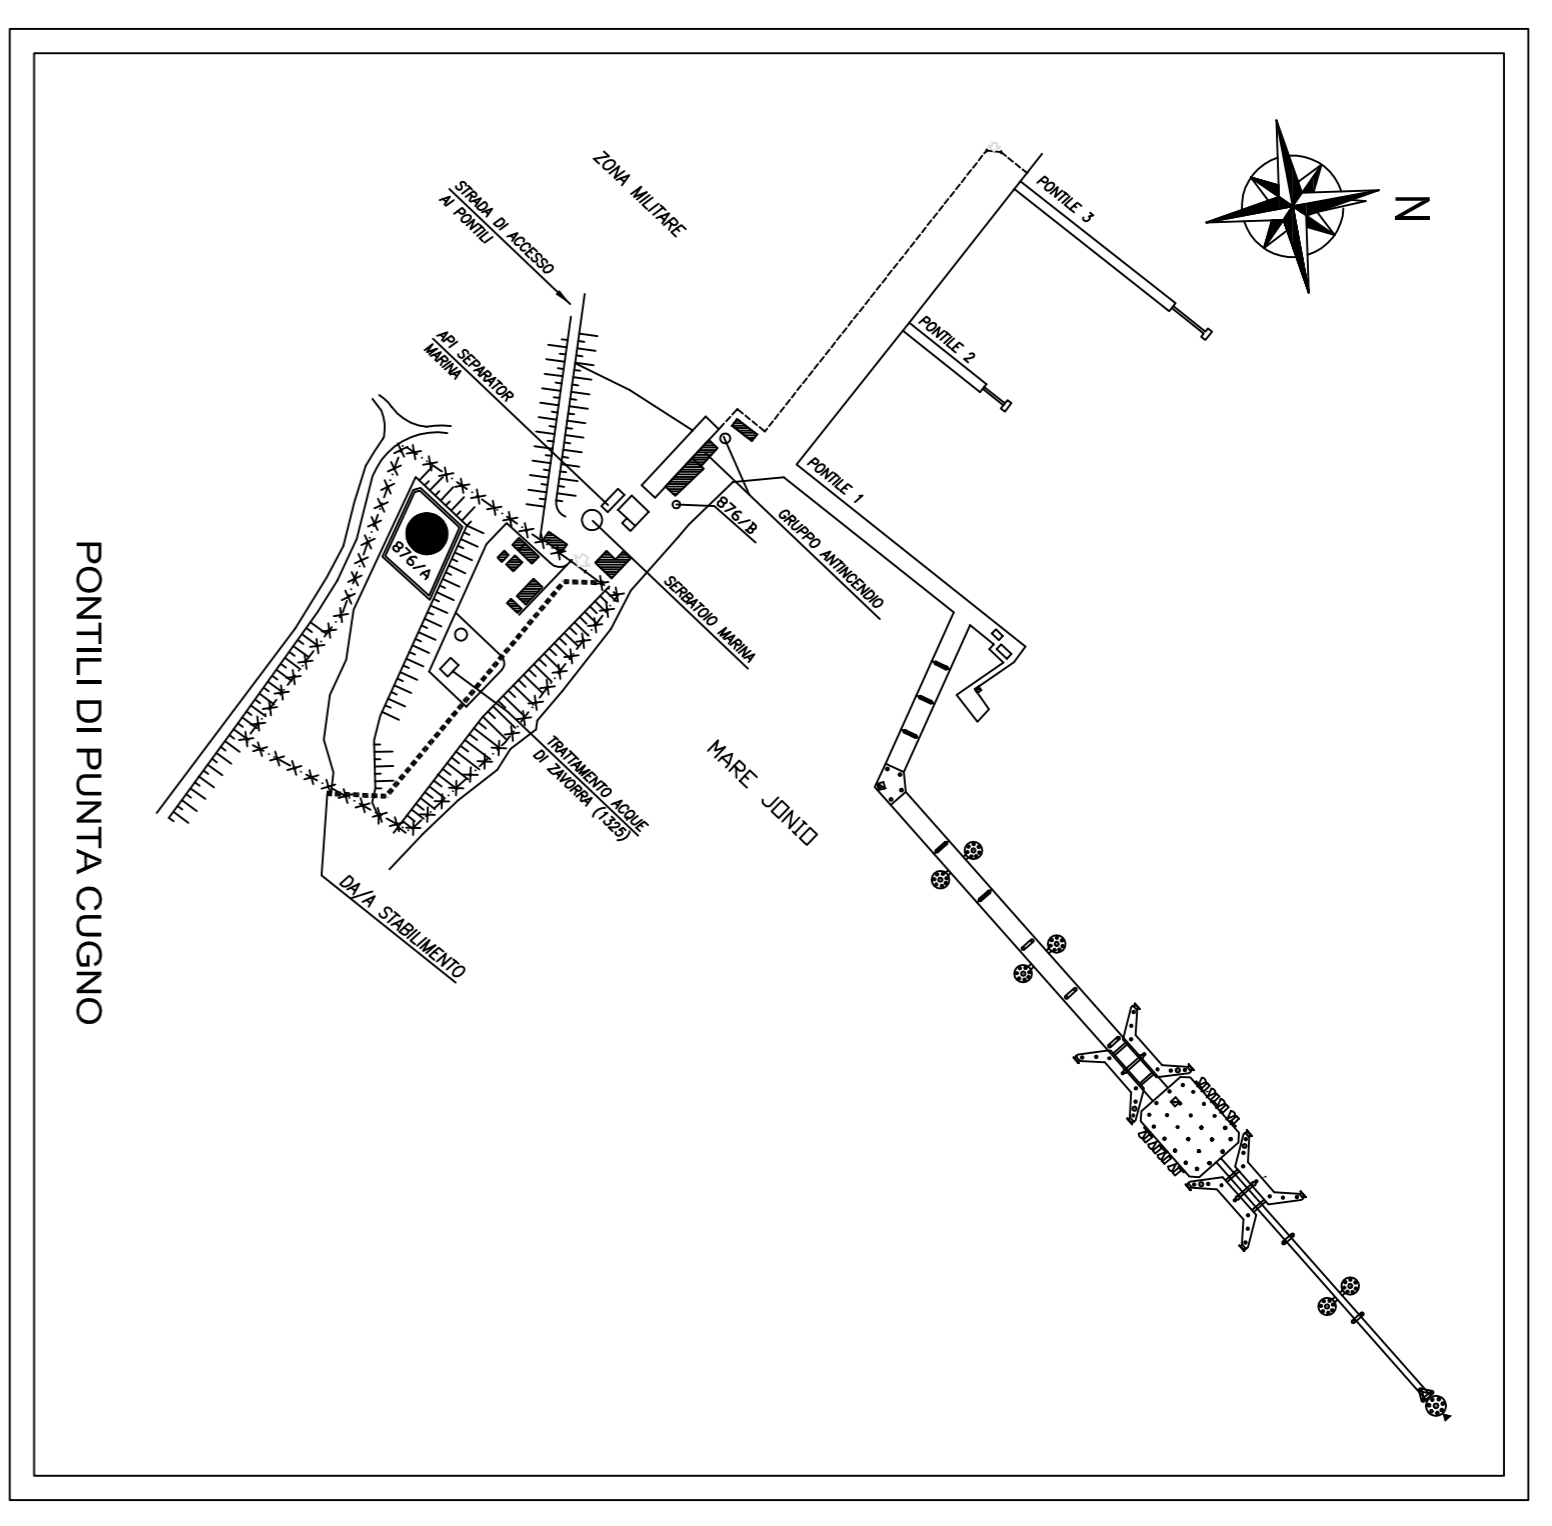 N
ZONA MILITARE
STRADA DI ACCESSO
AI PONTILI
PONTILE 3
PONTILE 2
PONTILE 1
API SEPARATOR
MARINA
876/B
GRUPPO ANTINCENDIO
876/A
SERBATOIO MARINA
TRATTAMENTO ACQUE
DI ZAVORRA (1325)
MARE JONIO
DA/A STABILIMENTO
PONTILI DI PUNTA CUGNO